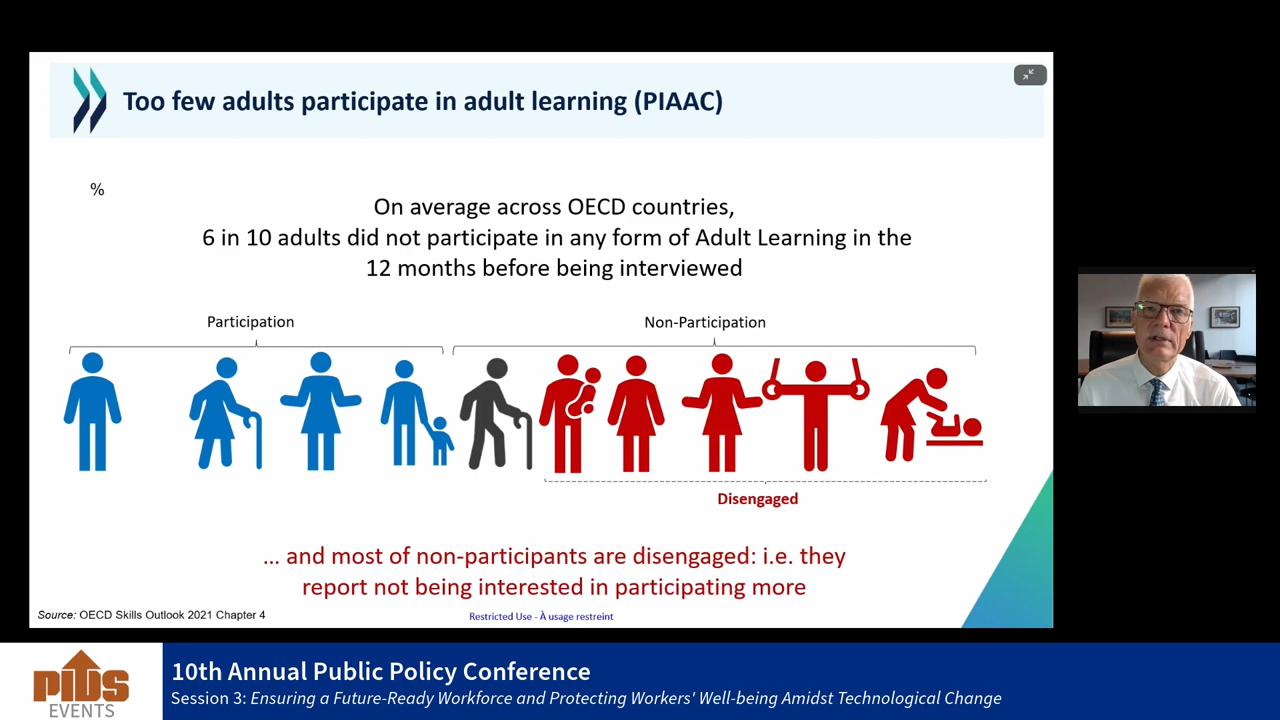 Too few adults participate in adult learning (PIAAC)
%
On average across OECD countries,
6 in 10 adults did not participate in any form of Adult Learning in the
12 months before being interviewed
Participation
Non-Participation
Disengaged
... and most of non-participants are disengaged: i.e. they
report not being interested in participating more
Source: OECD Skills Outlook 2021 Chapter 4
Restricted Use - À usage restreint
PIDS
EVENTS
10th Annual Public Policy Conference
Session 3: Ensuring a Future-Ready Workforce and Protecting Workers' Well-being Amidst Technological Change